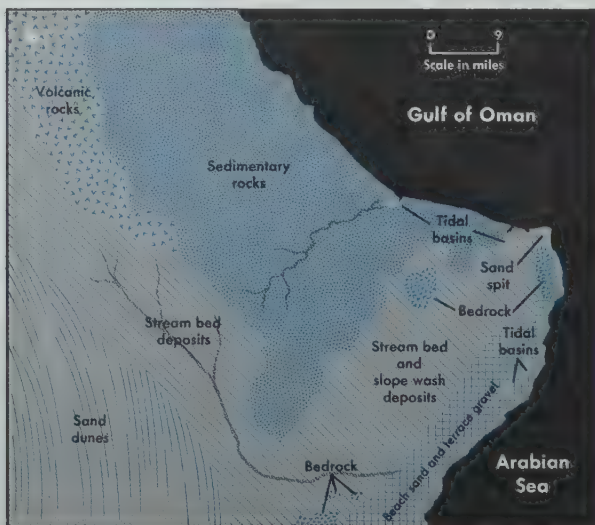 0 9
Scale in miles
Gulf of Oman
Volcanic
rocks
Sedimentary
rocks
Tidal
basins
Sand
spit
Bedrock
Tidal
basins
Stream bed
deposits
Stream bed
and
slope wash
deposits
Sand
dunes
Bedrock
Beach sand and terrace gravel
Arabian
Sea